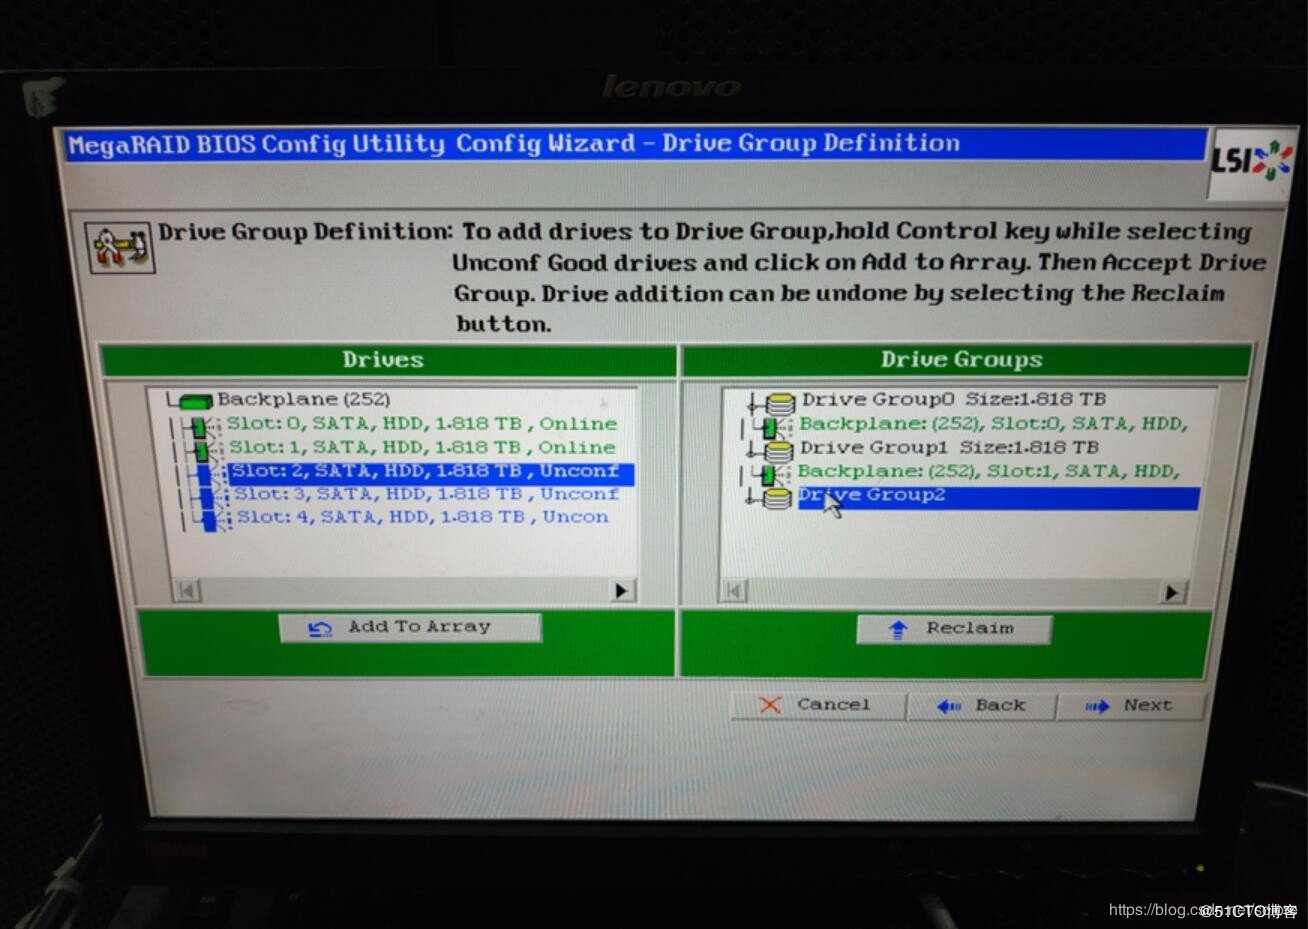 lenovo
MegaRAID BIOS Config Utility Config Wizard - Drive Group Definition
LSI
Drive Group Definition: To add drives to Drive Group,hold Control key while selecting
Unconf Good drives and click on Add to Array. Then Accept Drive
Group. Drive addition can be undone by selecting the Reclaim
button.
Drives
Backplane (252)
Slot: 0, SATA, HDD, 1.818 TB , Online
Slot: 1, SATA, HDD, 1.818 TB , Online
Slot: 2, SATA, HDD, 1.818 TB , Unconf
Slot: 3, SATA, HDD, 1.818 TB , Unconf
Slot: 4, SATA, HDD, 1.818 TB , Uncon
Add To Array
Drive Groups
Drive Group0 Size:1.818 TB
Backplane: (252), Slot:0, SATA, HDD,
Drive Group1 Size:1.818 TB
Backplane: (252), Slot:1, SATA, HDD,
Drive Group2
Reclaim
Cancel
Back
Next
https://blog.cs
@51CTO博客